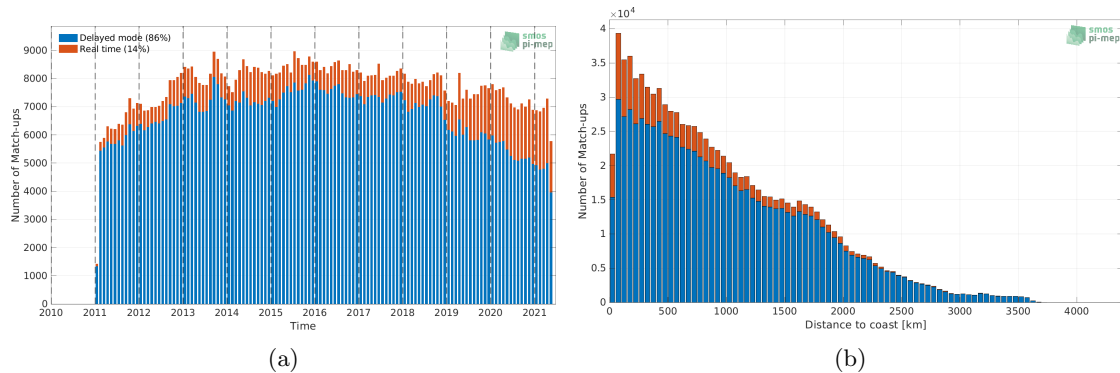 Delayed mode (86%)
Real time (14%)
smos
pi-mep
9000
8000
7000
6000
5000
4000
3000
2000
1000
0
Number of Match-ups
2010 2011 2012 2013 2014 2015 2016 2017 2018 2019 2020 2021
Time
(a)
×10⁴
smos
pi-mep
4
3.5
3
2.5
2
1.5
1
0.5
0
Number of Match-ups
0 500 1000 1500 2000 2500 3000 3500 4000
Distance to coast [km]
(b)